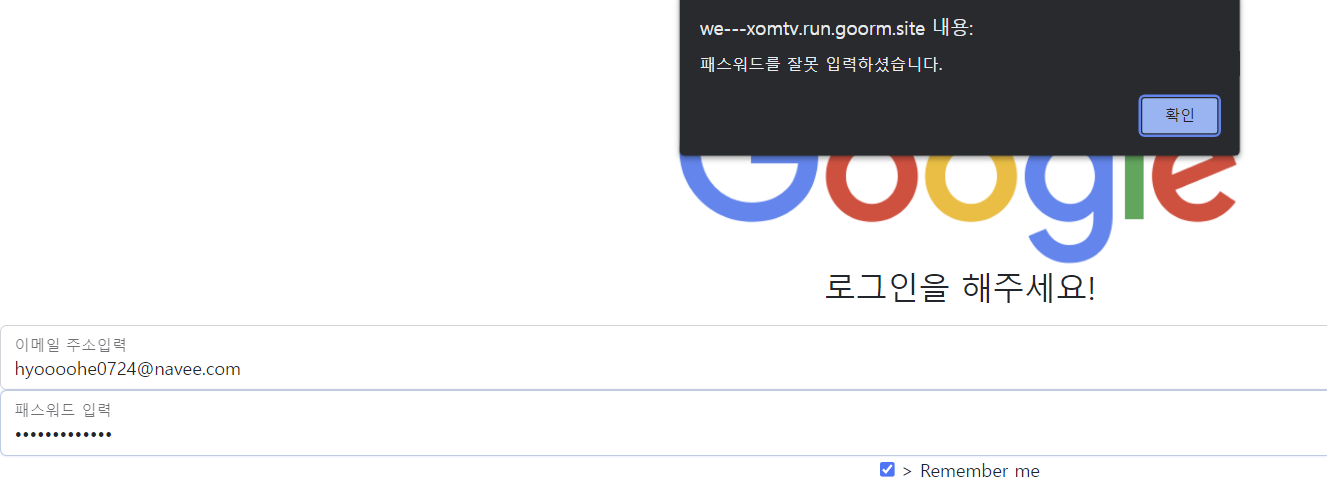 we---xomtv.run.goorm.site 내용:
패스워드를 잘못 입력하셨습니다.
확인
Google
로그인을 해주세요!
이메일 주소입력
hyoooohe0724@navee.com
패스워드 입력
•••••••••••••
> Remember me